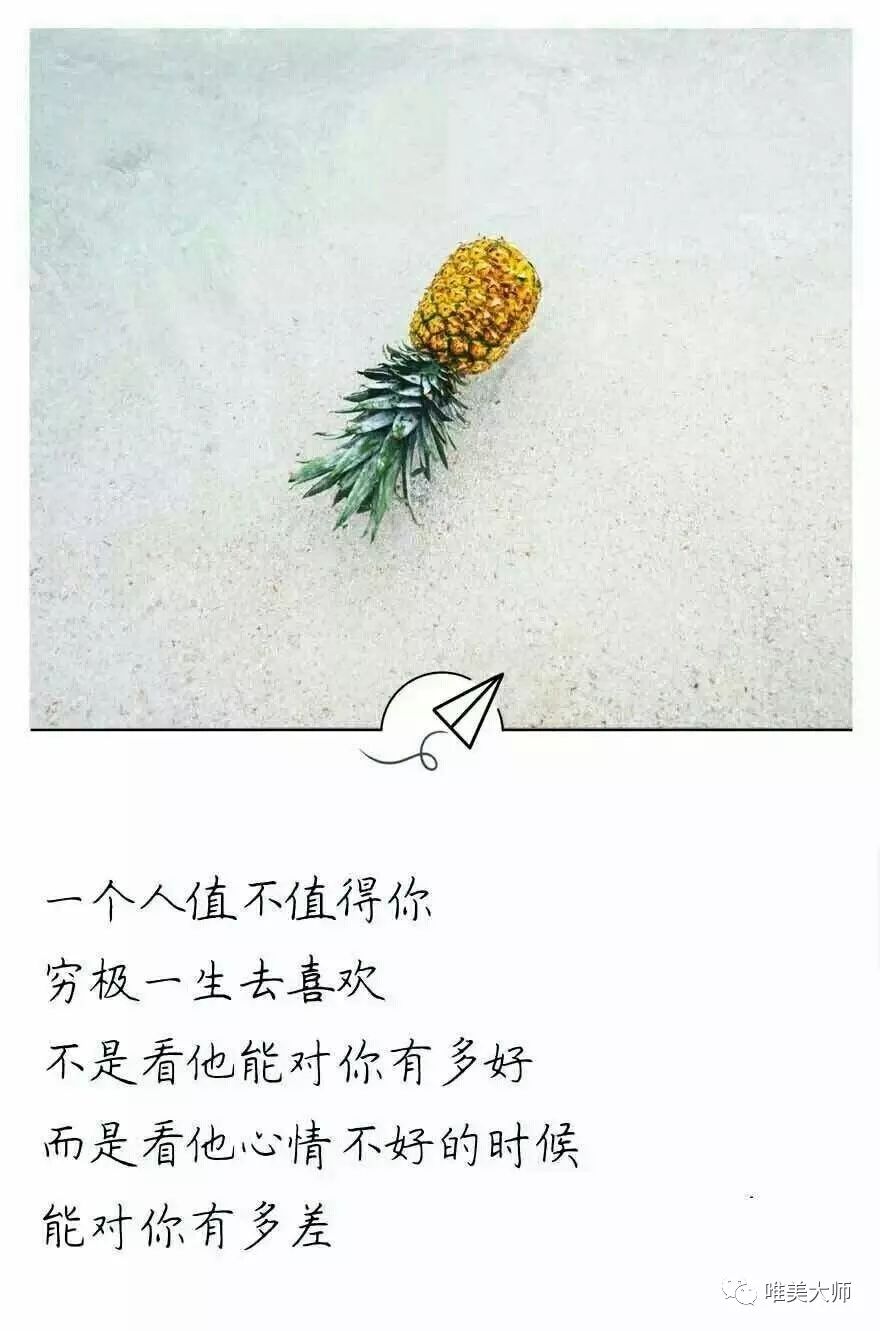 一个人值不值得你
穷极一生去喜欢
不是看他能对你有多好
而是看他心情不好的时候
能对你有多差
唯美大师